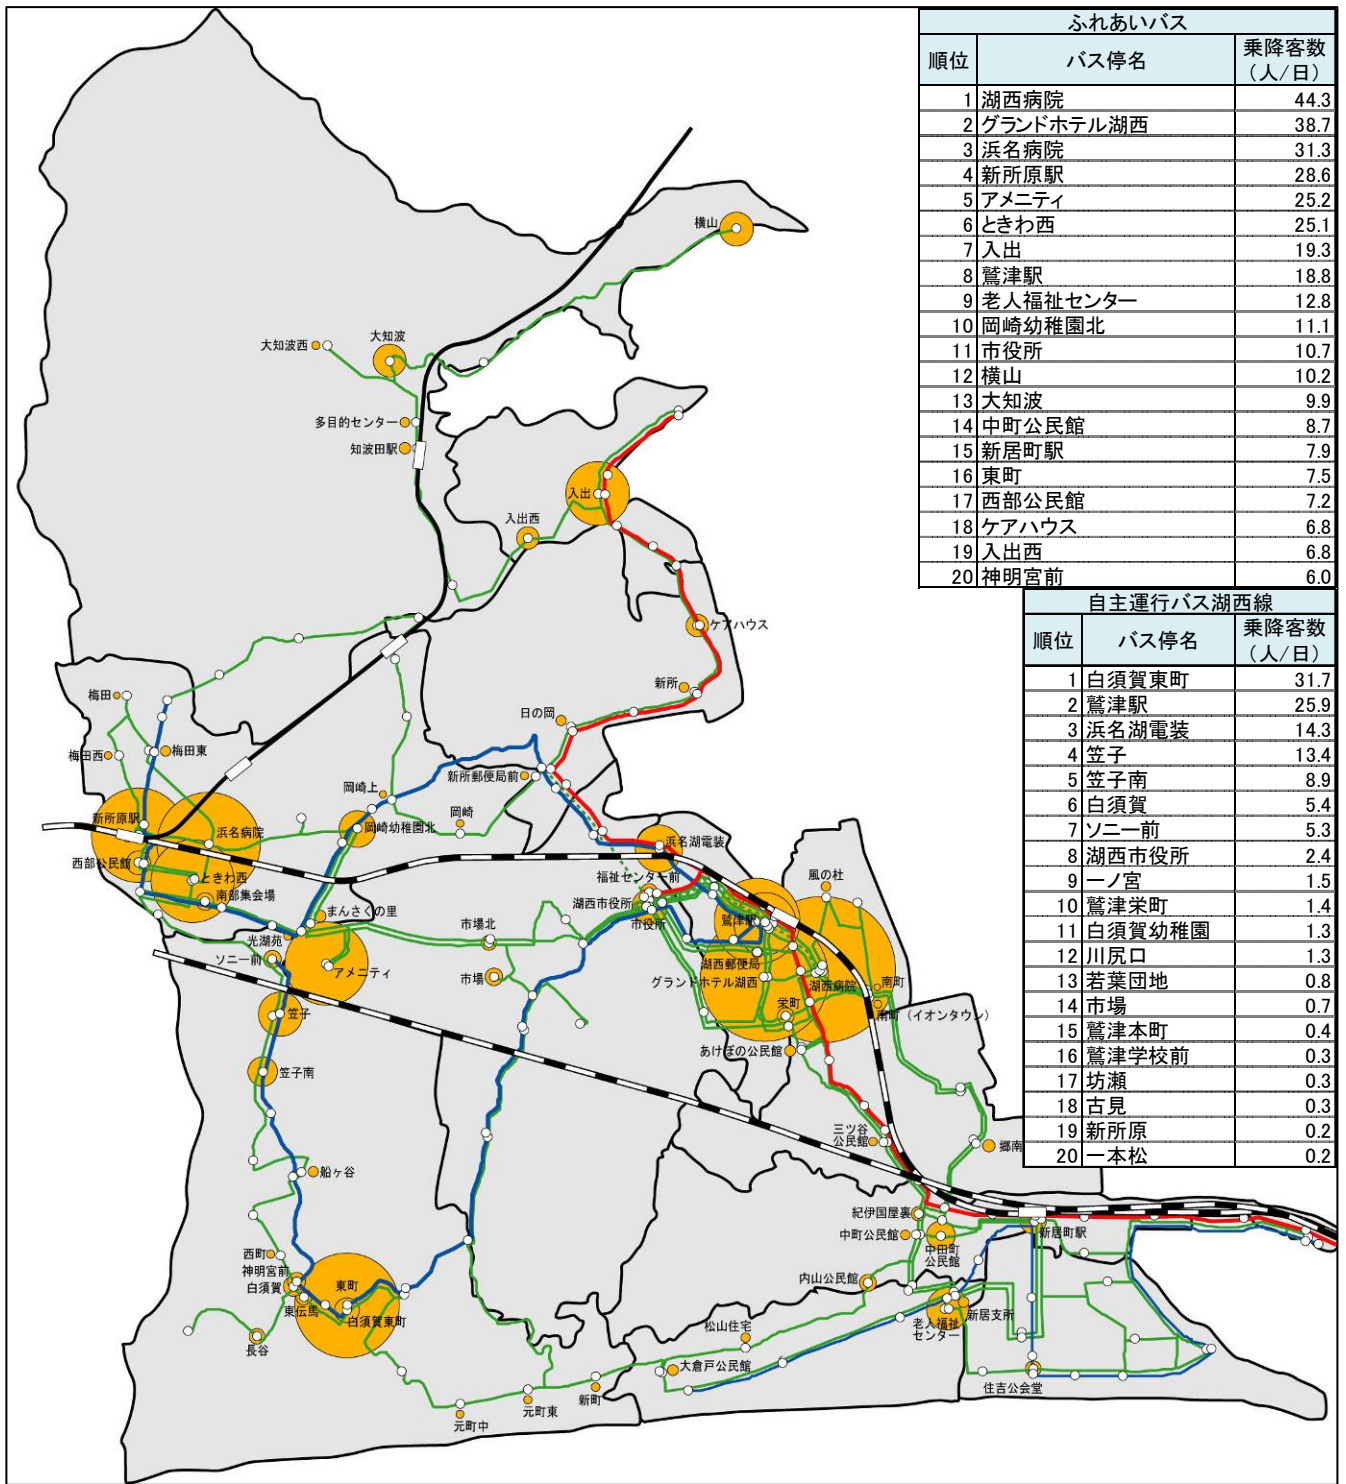 ふれあいバス
順位 バス停名 乗降客数
(人/日)
1 湖西病院 44.3
2 グランドホテル湖西 38.7
3 浜名病院 31.3
4 新所原駅 28.6
5 アメニティ 25.2
6 ときわ西 25.1
7 入出 19.3
8 鷲津駅 18.8
9 老人福祉センター 12.8
10 岡崎幼稚園北 11.1
11 市役所 10.7
12 横山 10.2
13 大知波 9.9
14 中町公民館 8.7
15 新居町駅 7.9
16 東町 7.5
17 西部公民館 7.2
18 ケアハウス 6.8
19 入出西 6.8
20 神明宮前 6.0
自主運行バス湖西線
順位 バス停名 乗降客数
(人/日)
1 白須賀東町 31.7
2 鷲津駅 25.9
3 浜名湖電装 14.3
4 笠子 13.4
5 笠子南 8.9
6 白須賀 5.4
7 ソニー前 5.3
8 湖西市役所 2.4
9 一ノ宮 1.5
10 鷲津栄町 1.4
11 白須賀幼稚園 1.3
12 川尻口 1.3
13 若葉団地 0.8
14 市場 0.7
15 鷲津本町 0.4
16 鷲津学校前 0.3
17 坊瀬 0.3
18 古見 0.3
19 新所原 0.2
20 一本松 0.2
横山
大知波西
大知波
多目的センター
知波田駅
入出
入出西
ケアハウス
新所
梅田
日の岡
梅田西
梅田東
新所郵便局前
岡崎上
岡崎
新所原駅
浜名病院
岡崎幼稚園北
浜名湖電装
西部公民館
ときわ西
福祉センター前
風の杜
南部集会場
湖西市役所
まんさくの里
市役所
鷲津駅
光湖苑
市場北
ソニー前
アメニティ
湖西郵便局
市場
グランドホテル湖西
湖西病院
南町
笠子
栄町
南町（イオンタウン）
あけぼの公民館
笠子南
三ツ谷
公民館
郷南
船ヶ谷
紀伊国屋裏
中町公民館
新居町駅
中田町
公民館
西町
神明宮前
白須賀
東町
内山公民館
東伝馬
白須賀東町
新居支所
老人福祉
センター
松山住宅
長谷
大倉戸公民館
住吉公会堂
新町
元町東
元町中